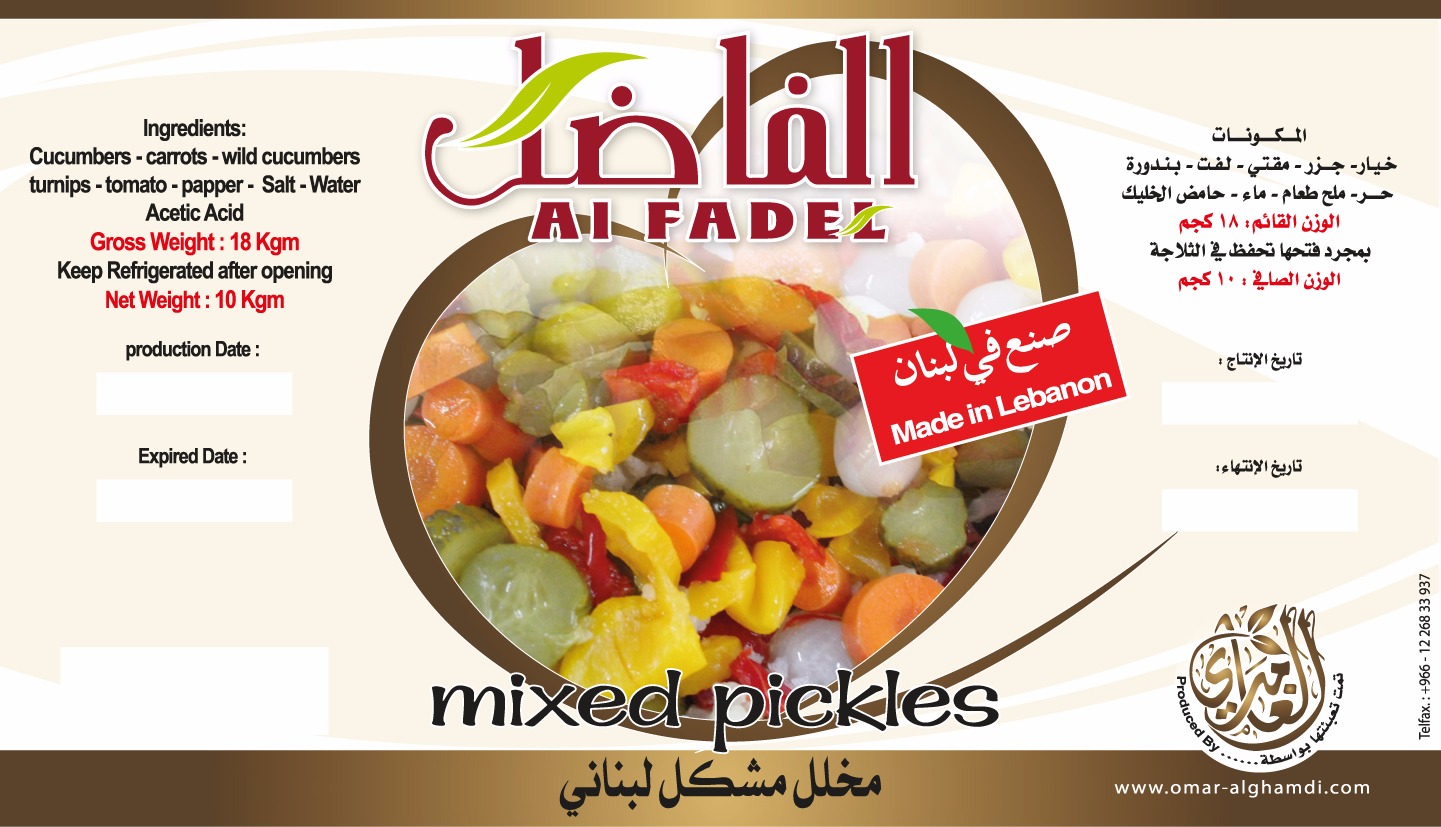 الفاضل
Al FADEL
Ingredients:
Cucumbers - carrots - wild cucumbers
turnips - tomato - papper - Salt - Water
Acetic Acid
Gross Weight : 18 Kgm
Keep Refrigerated after opening
Net Weight : 10 Kgm
production Date :
Expired Date :
صنع في لبنان
Made in Lebanon
المكونات
خيار- جزر - مقتي - لفت - بندورة
حر- ملح طعام - ماء - حامض الخليك
الوزن القائم: ١٨ كجم
بمجرد فتحها تحفظ في الثلاجة
الوزن الصافي : ١٠ كجم
تاريخ الإنتاج :
تاريخ الإنتهاء:
mixed pickles
مخلل مشكل لبناني
الغامدي
Produced By ......
تمت تعبئتها بواسطة
www.omar-alghamdi.com
Telfax. : +966 - 12 268 33 937